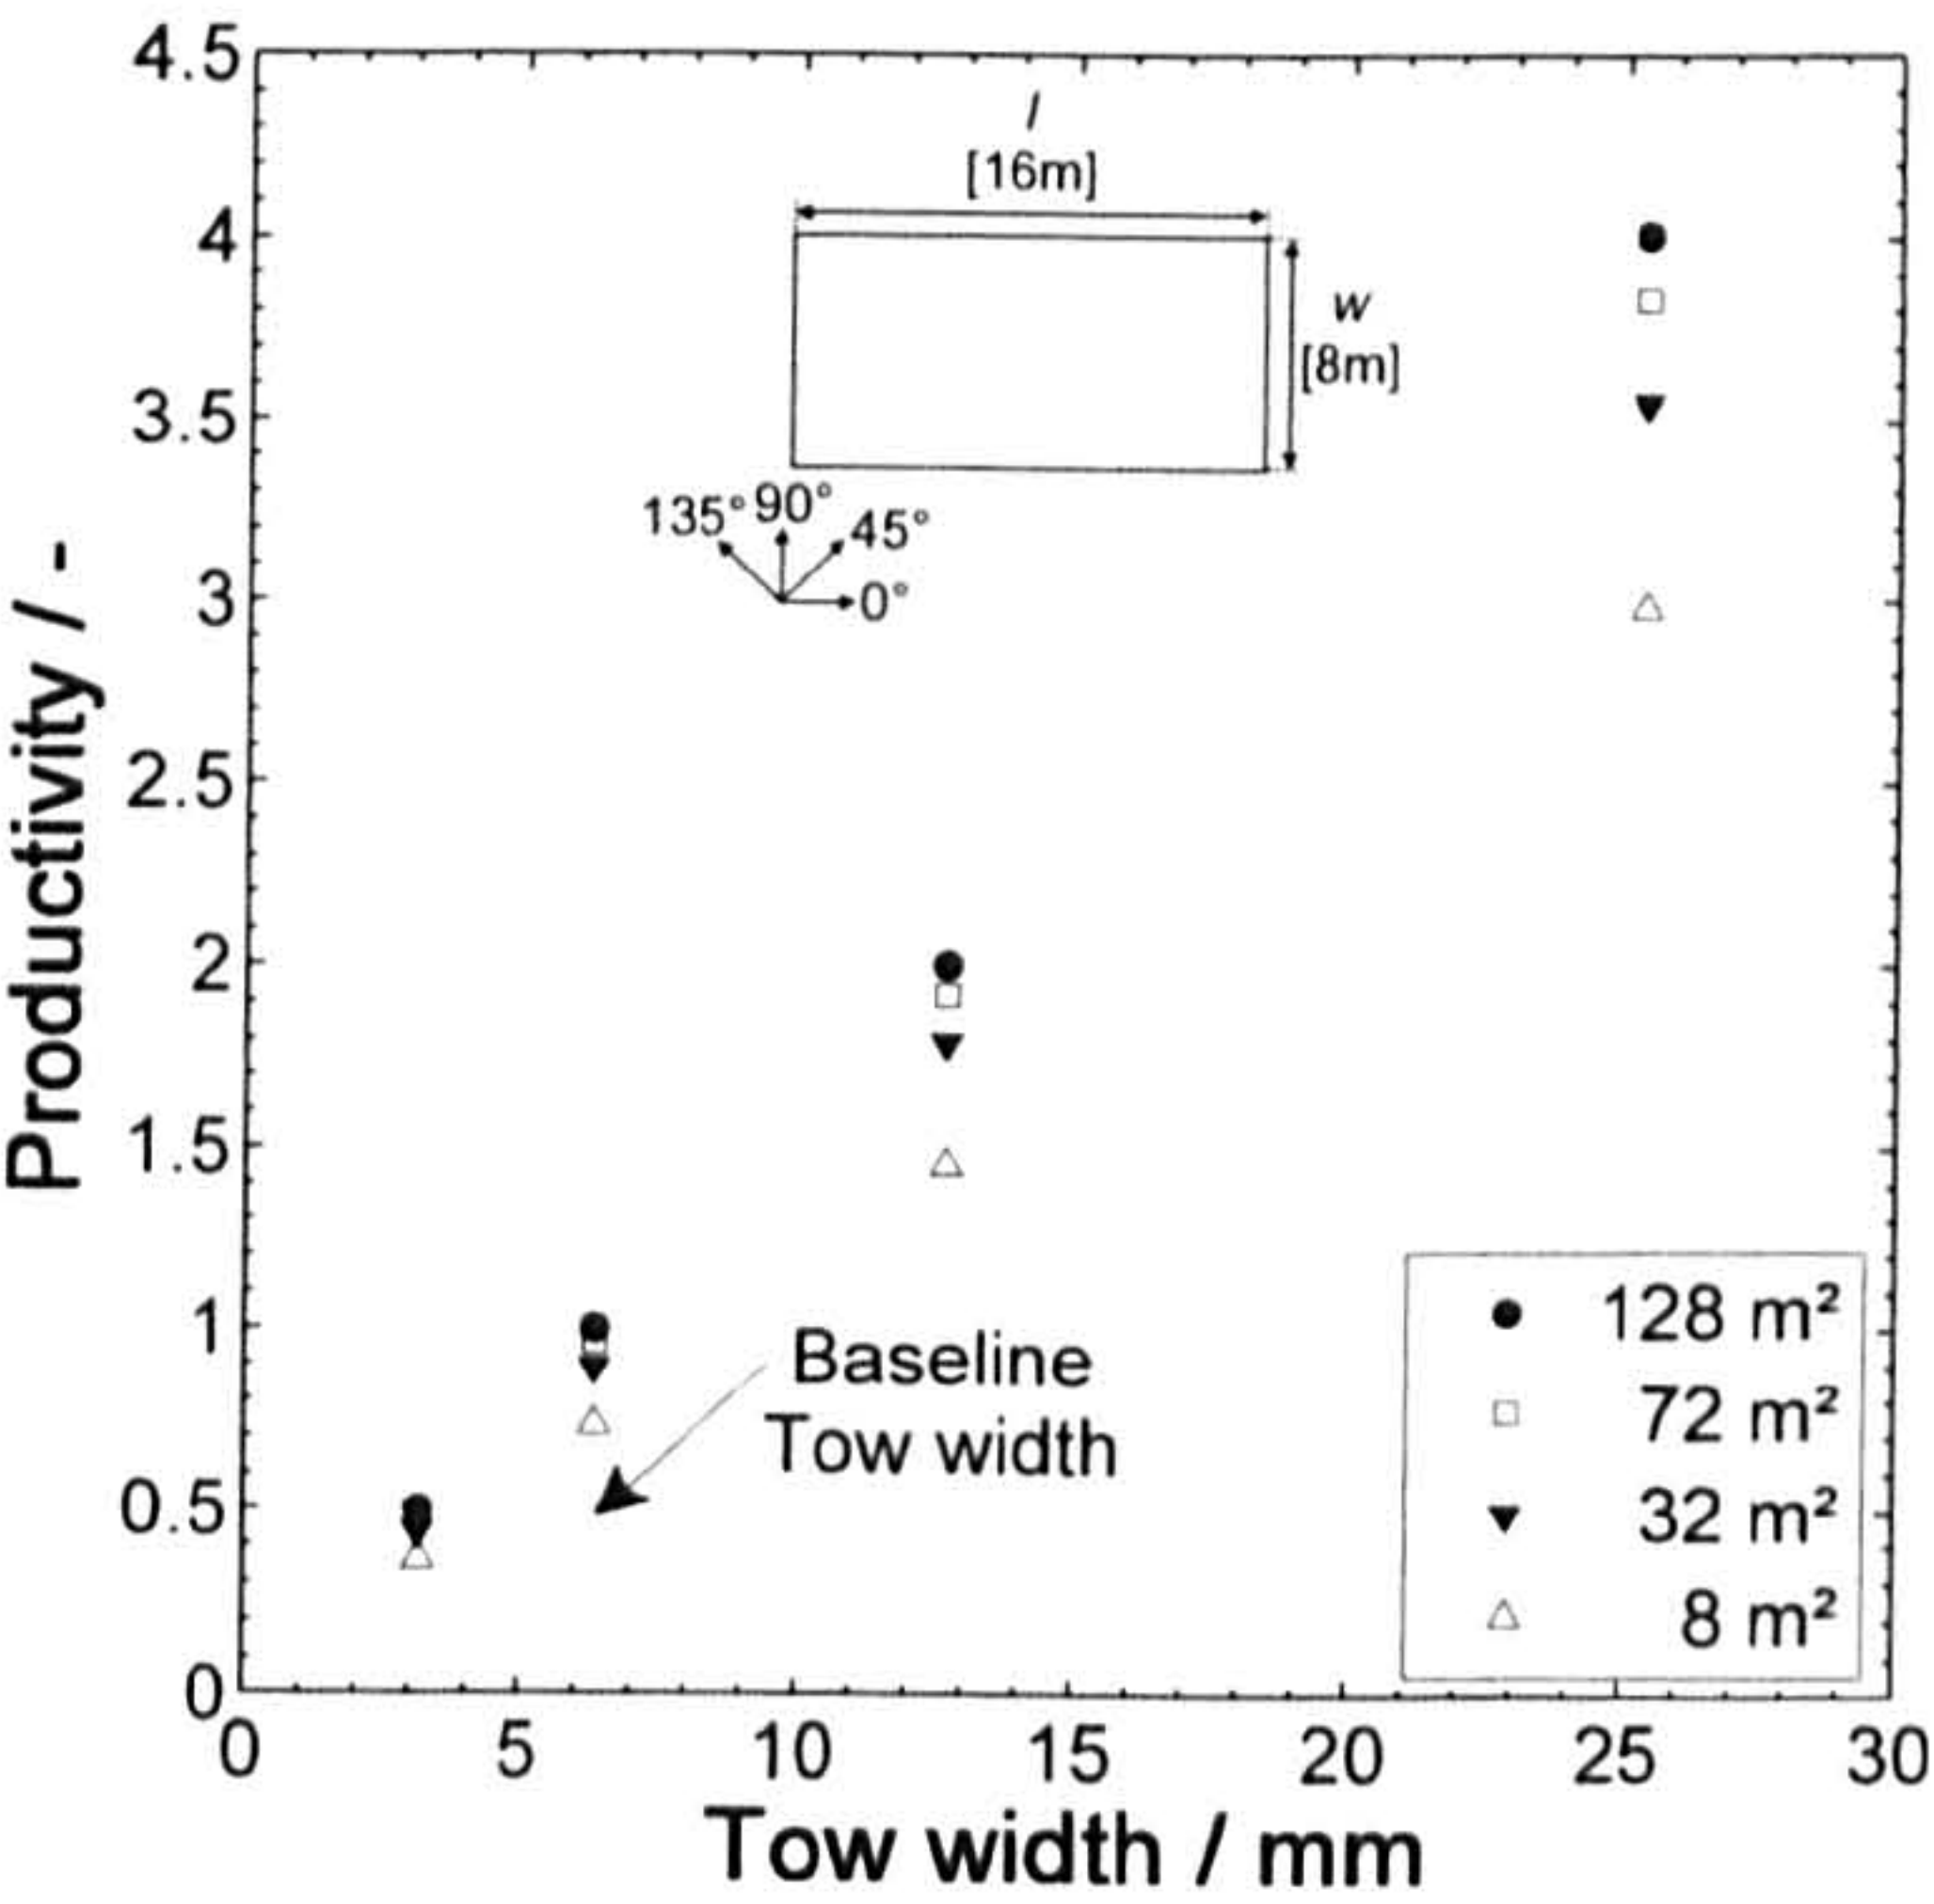 4.5
4
3.5
3
2.5
2
1.5
1
0.5
0
Productivity / -
l
[16m]
w
[8m]
135° 90° 45°
0°
Baseline
Tow width
128 m²
72 m²
32 m²
8 m²
0 5 10 15 20 25 30
Tow width / mm